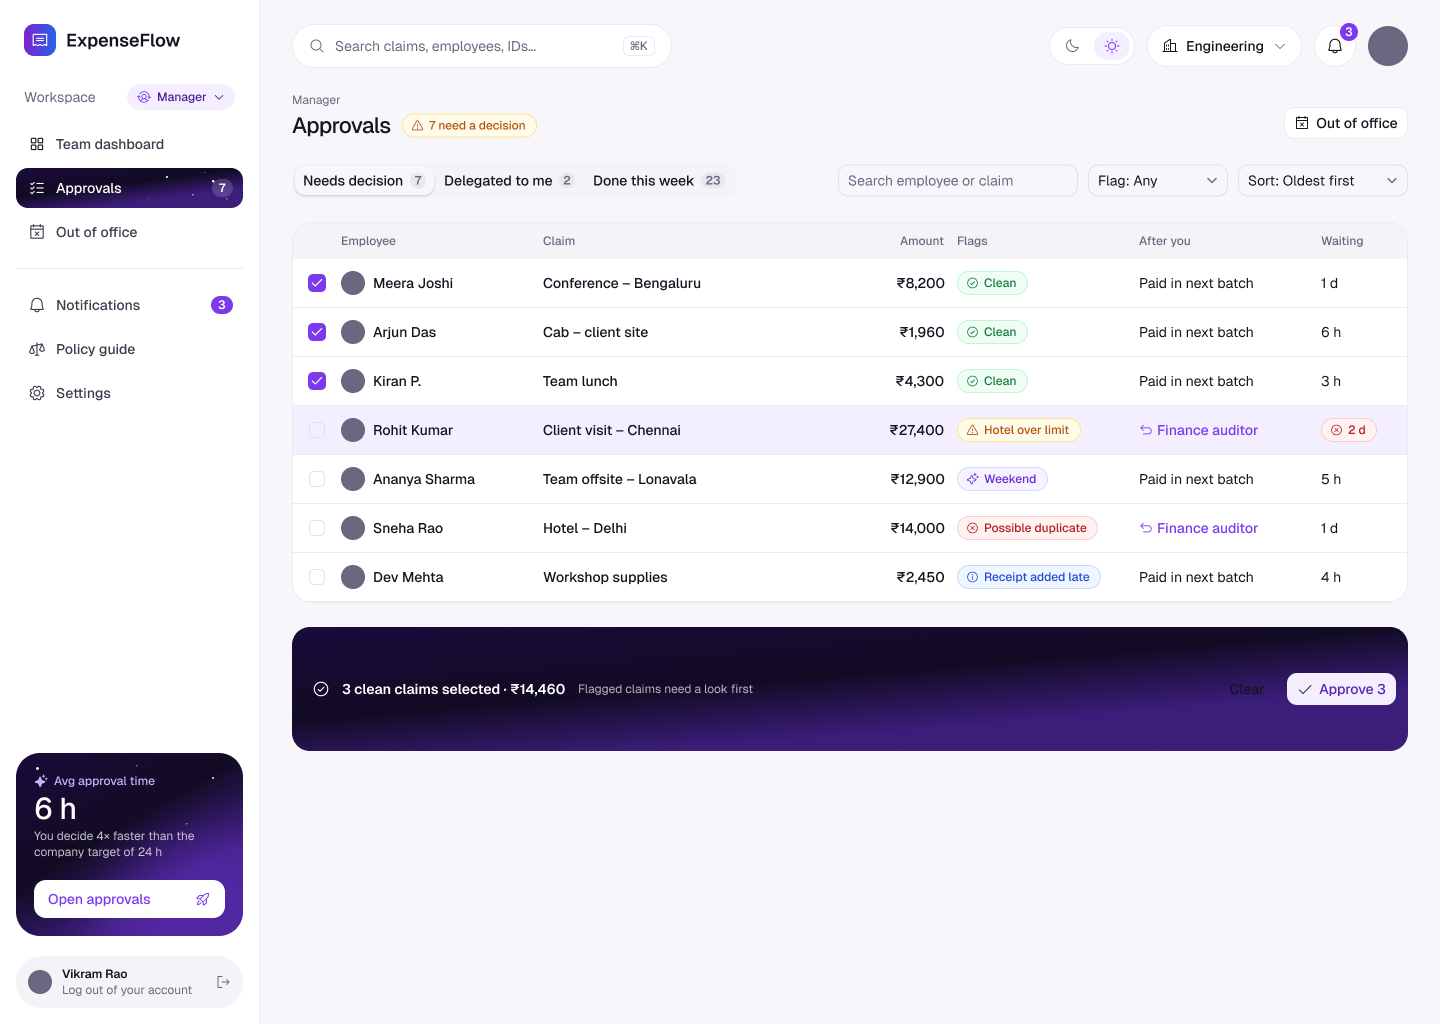 ExpenseFlow
Search claims, employees, IDs...
⌘K
Engineering
3
Workspace
Manager
Team dashboard
Approvals
7
Out of office
Notifications
3
Policy guide
Settings
Manager
Approvals
7 need a decision
Out of office
Needs decision 7
Delegated to me 2
Done this week 23
Search employee or claim
Flag: Any
Sort: Oldest first
Employee Claim Amount Flags After you Waiting
Meera Joshi Conference – Bengaluru ₹8,200 Clean Paid in next batch 1 d
Arjun Das Cab – client site ₹1,960 Clean Paid in next batch 6 h
Kiran P. Team lunch ₹4,300 Clean Paid in next batch 3 h
Rohit Kumar Client visit – Chennai ₹27,400 Hotel over limit Finance auditor 2 d
Ananya Sharma Team offsite – Lonavala ₹12,900 Weekend Paid in next batch 5 h
Sneha Rao Hotel – Delhi ₹14,000 Possible duplicate Finance auditor 1 d
Dev Mehta Workshop supplies ₹2,450 Receipt added late Paid in next batch 4 h
3 clean claims selected · ₹14,460 Flagged claims need a look first Clear Approve 3
Avg approval time
6 h
You decide 4× faster than the
company target of 24 h
Open approvals
Vikram Rao
Log out of your account